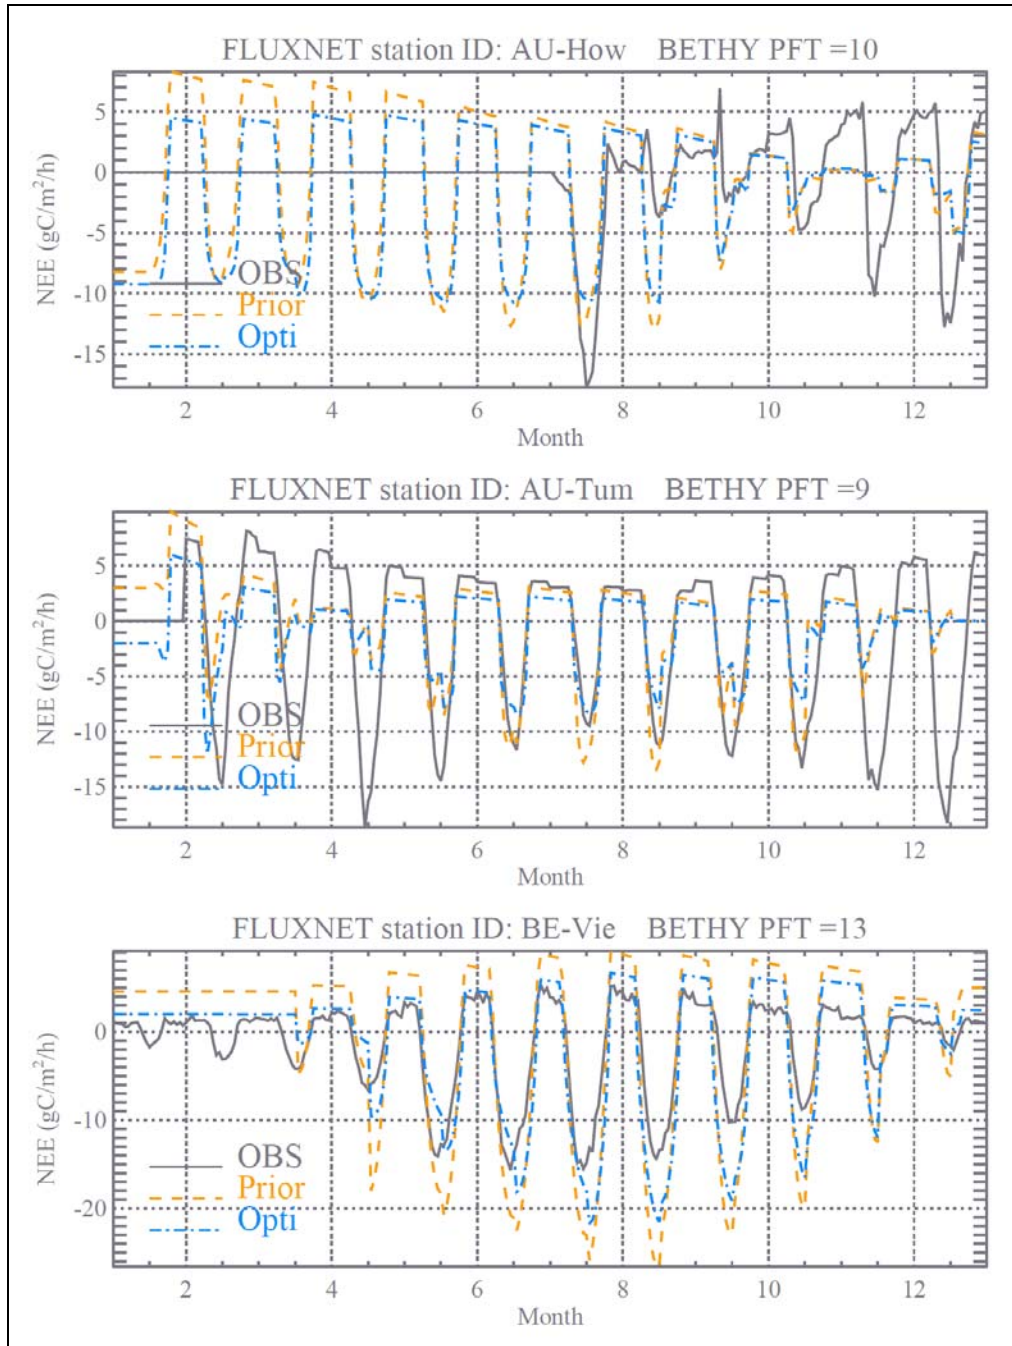 FLUXNET station ID: AU-How BETHY PFT =10
NEE (gC/m²/h)
5
0
-5
-10
-15
OBS
Prior
Opti
2 4 6 8 10 12
Month
FLUXNET station ID: AU-Tum BETHY PFT =9
NEE (gC/m²/h)
5
0
-5
-10
-15
OBS
Prior
Opti
2 4 6 8 10 12
Month
FLUXNET station ID: BE-Vie BETHY PFT =13
NEE (gC/m²/h)
0
-10
-20
OBS
Prior
Opti
2 4 6 8 10 12
Month